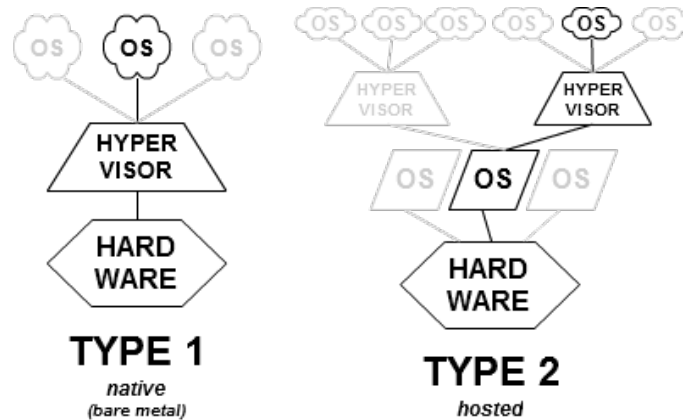 OS OS OS
HYPER
VISOR
HARD
WARE
TYPE 1
native
(bare metal)
OS OS OS OS OS OS
HYPER
VISOR
HYPER
VISOR
OS OS OS
HARD
WARE
TYPE 2
hosted